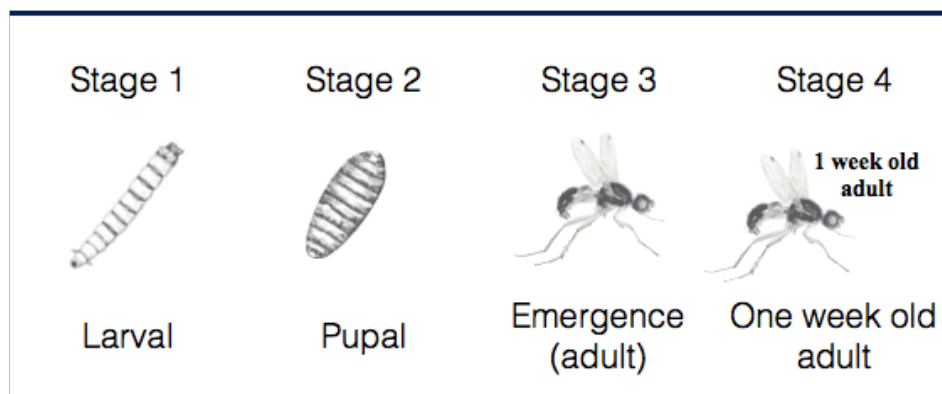 Stage 1
Stage 2
Stage 3
Stage 4
1 week old
adult
Larval
Pupal
Emergence
(adult)
One week old
adult